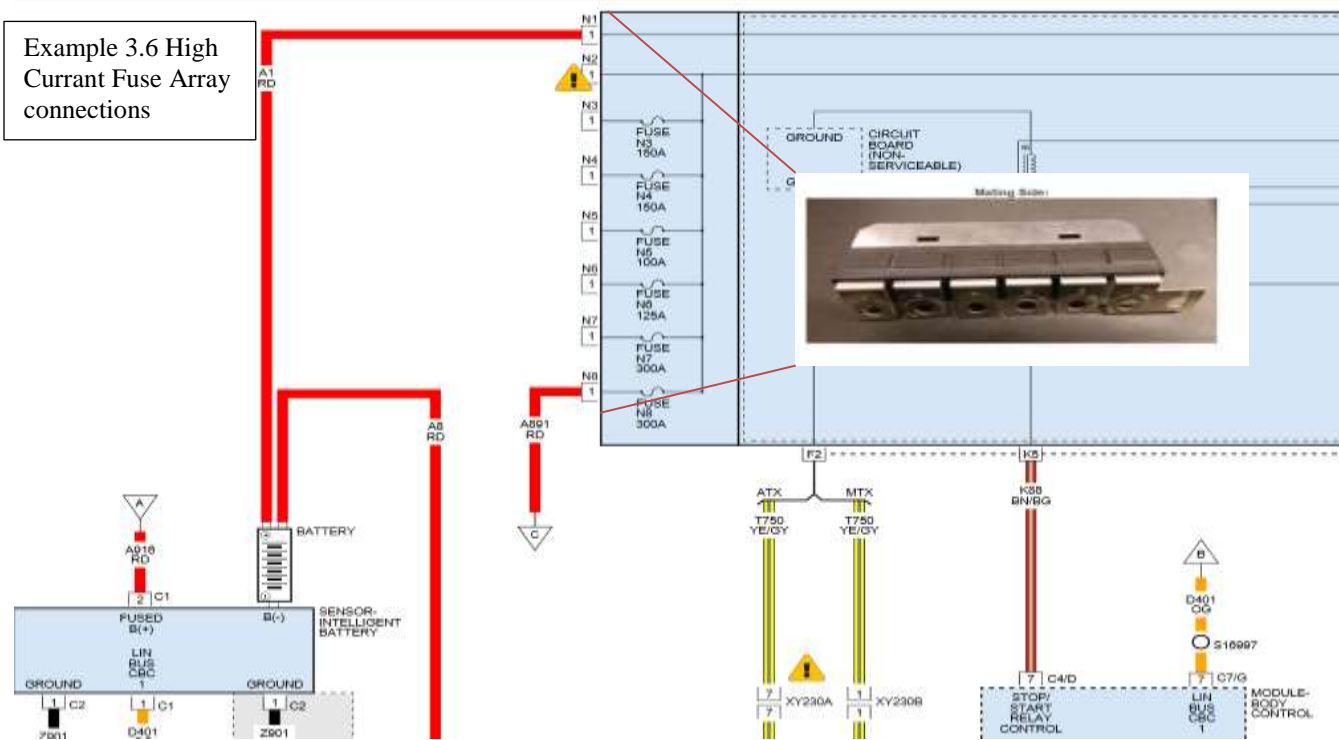 Example 3.6 High
Currant Fuse Array
connections
A1
RD
N1
1
N2
1
N3
1
FUSE
N3
150A
N4
1
FUSE
N4
150A
N5
1
FUSE
N5
100A
N6
1
FUSE
N6
125A
N7
1
FUSE
N7
300A
N8
1
FUSE
N8
300A
GROUND
CIRCUIT
BOARD
(NON-
SERVICEABLE)
Mating Side:
A8
RD
A891
RD
C
F2
K5
ATX
MTX
T750
YE/GY
T750
YE/GY
K88
BN/BG
A
A918
RD
2
C1
BATTERY
FUSED
B(+)
B(-)
SENSOR-
INTELLIGENT
BATTERY
LIN
BUS
CBC
1
GROUND
GROUND
1
C2
1
C1
1
C2
Z901
D401
Z901
7
XY230A
7
1
XY230B
1
B
D401
OG
S16997
7
C4/D
STOP/
START
RELAY
CONTROL
7
C7/G
LIN
BUS
CBC
1
MODULE-
BODY
CONTROL